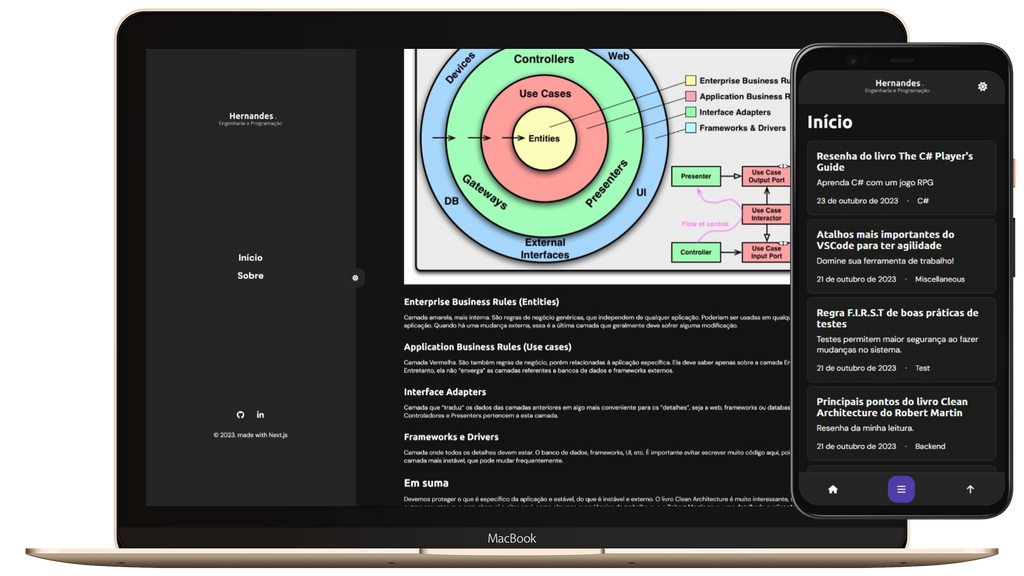 Hernandes
Engenharia e Programação
Início
Sobre
© 2023, made with Next.js
Devices
Controllers
Web
Use Cases
Entities
Gateways
Presenters
DB
UI
External
Interfaces
Enterprise Business Ru
Application Business R
Interface Adapters
Frameworks & Drivers
Presenter
Use Case
Output Port
Flow of control
Use Case
Interactor
Controller
Use Case
Input Port
Enterprise Business Rules (Entities)
Camada amarela, mais interna. São regras de negócio genéricas, que independem de qualquer aplicação. Poderiam ser usadas em qualqu
aplicação. Quando há uma mudança externa, essa é a última camada que geralmente deve sofrer alguma modificação.
Application Business Rules (Use cases)
Camada Vermelha. São também regras de negócio, porém relacionadas à aplicação específica. Ela deve saber apenas sobre a camada En
Entretanto, ela não "enxerga" as camadas referentes a bancos de dados e frameworks externos.
Interface Adapters
Camada que "traduz" os dados das camadas anteriores em algo mais conveniente para os "detalhes", seja a web, frameworks ou databas
Controladores e Presenters pertencem a esta camada.
Frameworks e Drivers
Camada onde todos os detalhes devem estar. O banco de dados, frameworks, UI, etc. É importante evitar escrever muito código aqui, poi
camada mais instável, que pode mudar frequentemente.
Em suma
Devemos proteger o que é específico da aplicação e estável, do que é instável e externo. O livro Clean Architecture é muito interessante,
MacBook
Hernandes
Engenharia e Programação
Início
Resenha do livro The C# Player's
Guide
Aprenda C# com um jogo RPG
23 de outubro de 2023 · C#
Atalhos mais importantes do
VSCode para ter agilidade
Domine sua ferramenta de trabalho!
21 de outubro de 2023 · Miscellaneous
Regra F.I.R.S.T de boas práticas de
testes
Testes permitem maior segurança ao fazer
mudanças no sistema.
21 de outubro de 2023 · Test
Principais pontos do livro Clean
Architecture do Robert Martin
Resenha da minha leitura.
21 de outubro de 2023 · Backend